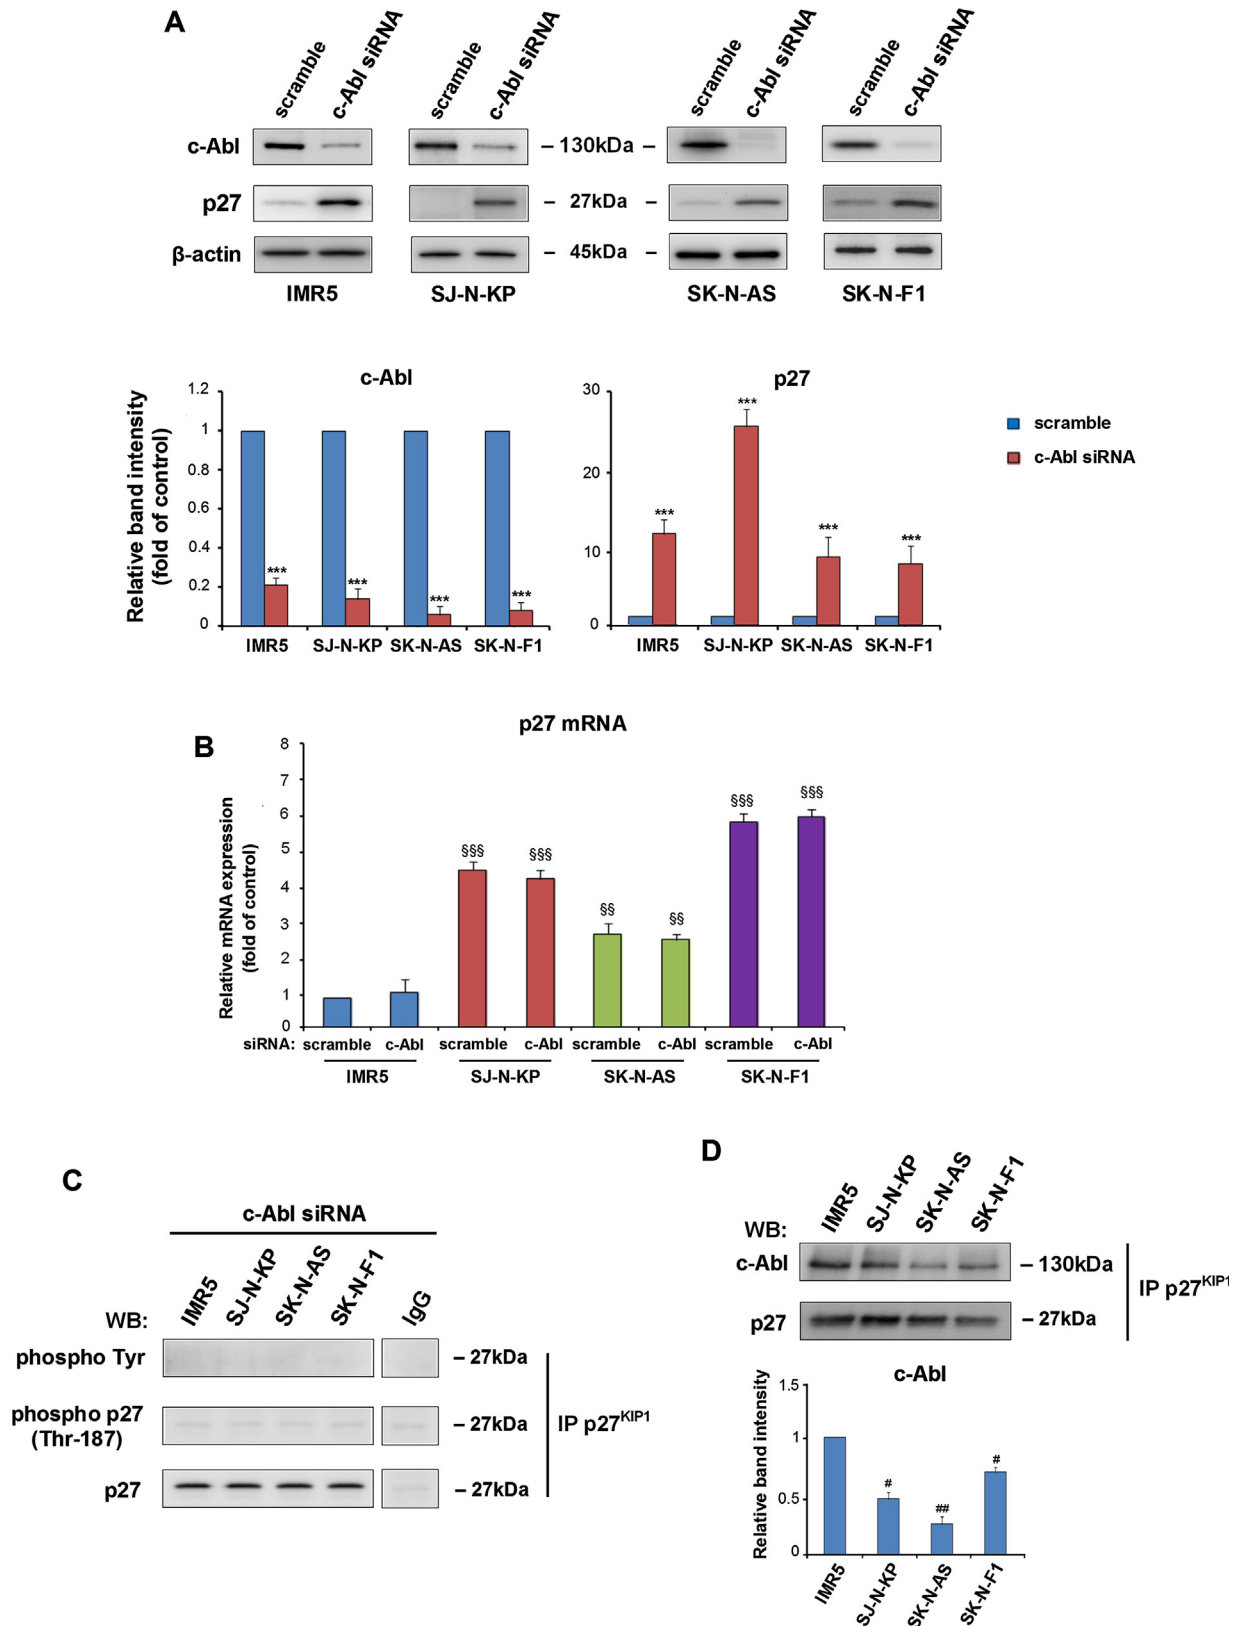 A
scramble
c-Abl siRNA
scramble
c-Abl siRNA
scramble
c-Abl siRNA
scramble
c-Abl siRNA
c-Abl
– 130kDa –
p27
– 27kDa –
β-actin
– 45kDa –
IMR5
SJ-N-KP
SK-N-AS
SK-N-F1
c-Abl
Relative band intensity
(fold of control)
1.2
1
0.8
0.6
0.4
0.2
0
***
***
***
***
IMR5
SJ-N-KP
SK-N-AS
SK-N-F1
p27
30
20
10
0
***
***
***
***
IMR5
SJ-N-KP
SK-N-AS
SK-N-F1
scramble
c-Abl siRNA
B
p27 mRNA
Relative mRNA expression
(fold of control)
8
7
6
5
4
3
2
1
0
§§§
§§§
§§
§§
§§§
§§§
siRNA: scramble c-Abl scramble c-Abl scramble c-Abl scramble c-Abl
IMR5
SJ-N-KP
SK-N-AS
SK-N-F1
C
c-Abl siRNA
WB:
IMR5
SJ-N-KP
SK-N-AS
SK-N-F1
IgG
phospho Tyr
– 27kDa
phospho p27
(Thr-187)
– 27kDa
p27
– 27kDa
IP p27KIP1
D
WB:
IMR5
SJ-N-KP
SK-N-AS
SK-N-F1
c-Abl
– 130kDa
p27
– 27kDa
IP p27KIP1
c-Abl
Relative band intensity
1.5
1
0.5
0
#
##
#
IMR5
SJ-N-KP
SK-N-AS
SK-N-F1